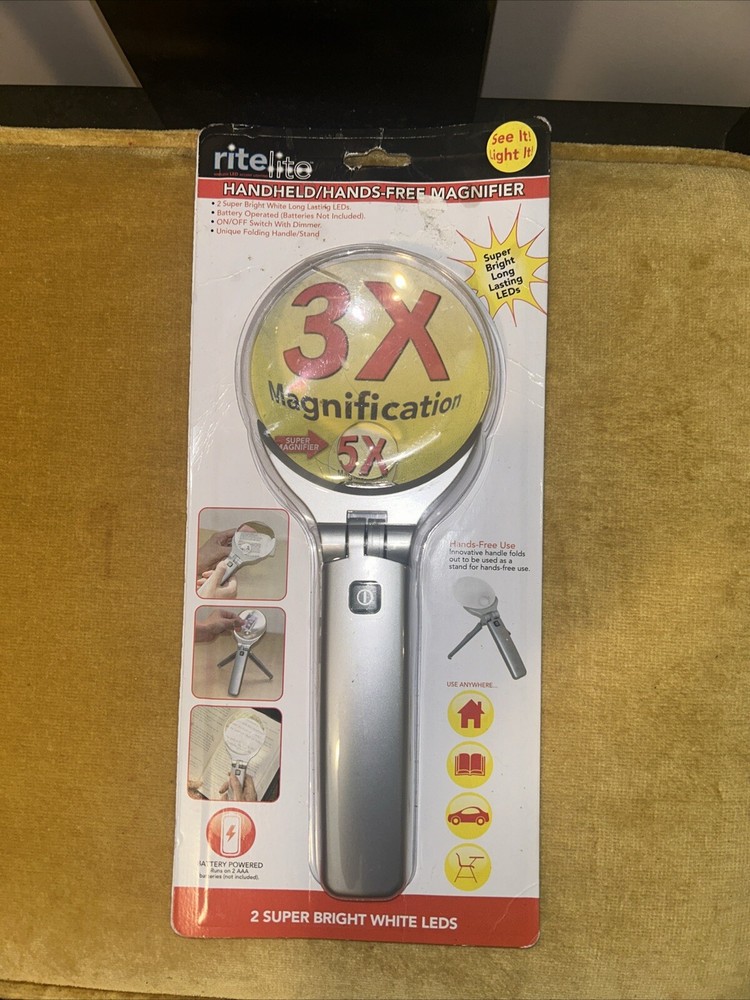 ritelite™
See It!
Light It!
HANDHELD/HANDS-FREE MAGNIFIER
• 2 Super Bright White Long Lasting LEDs.
• Battery Operated (Batteries Not Included).
• ON/OFF Switch With Dimmer.
• Unique Folding Handle/Stand
Super
Bright
Long
Lasting
LEDs
3X
Magnification
SUPER
MAGNIFIER
5X
Hands-Free Use
Innovative handle folds
out to be used as a
stand for hands-free use.
USE ANYWHERE...
BATTERY POWERED
Runs on 2 AAA
Batteries (not included).
2 SUPER BRIGHT WHITE LEDS